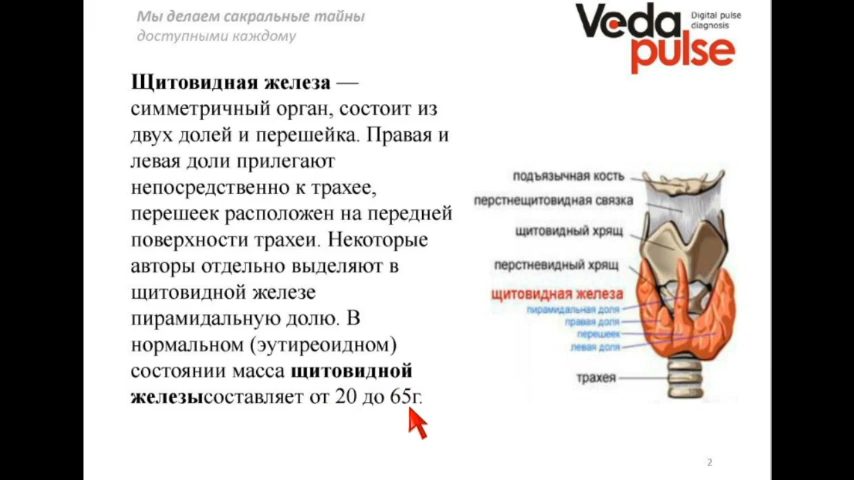 Мы делаем сакральные тайны
доступными каждому
Veda
pulse
Digital pulse
diagnosis
Щитовидная железа —
симметричный орган, состоит из
двух долей и перешейка. Правая и
левая доли прилегают
непосредственно к трахее,
перешеек расположен на передней
поверхности трахеи. Некоторые
авторы отдельно выделяют в
щитовидной железе
пирамидальную долю. В
нормальном (эутиреоидном)
состоянии масса щитовидной
железысоставляет от 20 до 65г.
подъязычная кость
перстнещитовидная связка
щитовидный хрящ
перстневидный хрящ
щитовидная железа
пирамидальная доля
правая доля
перешеек
левая доля
трахея
2